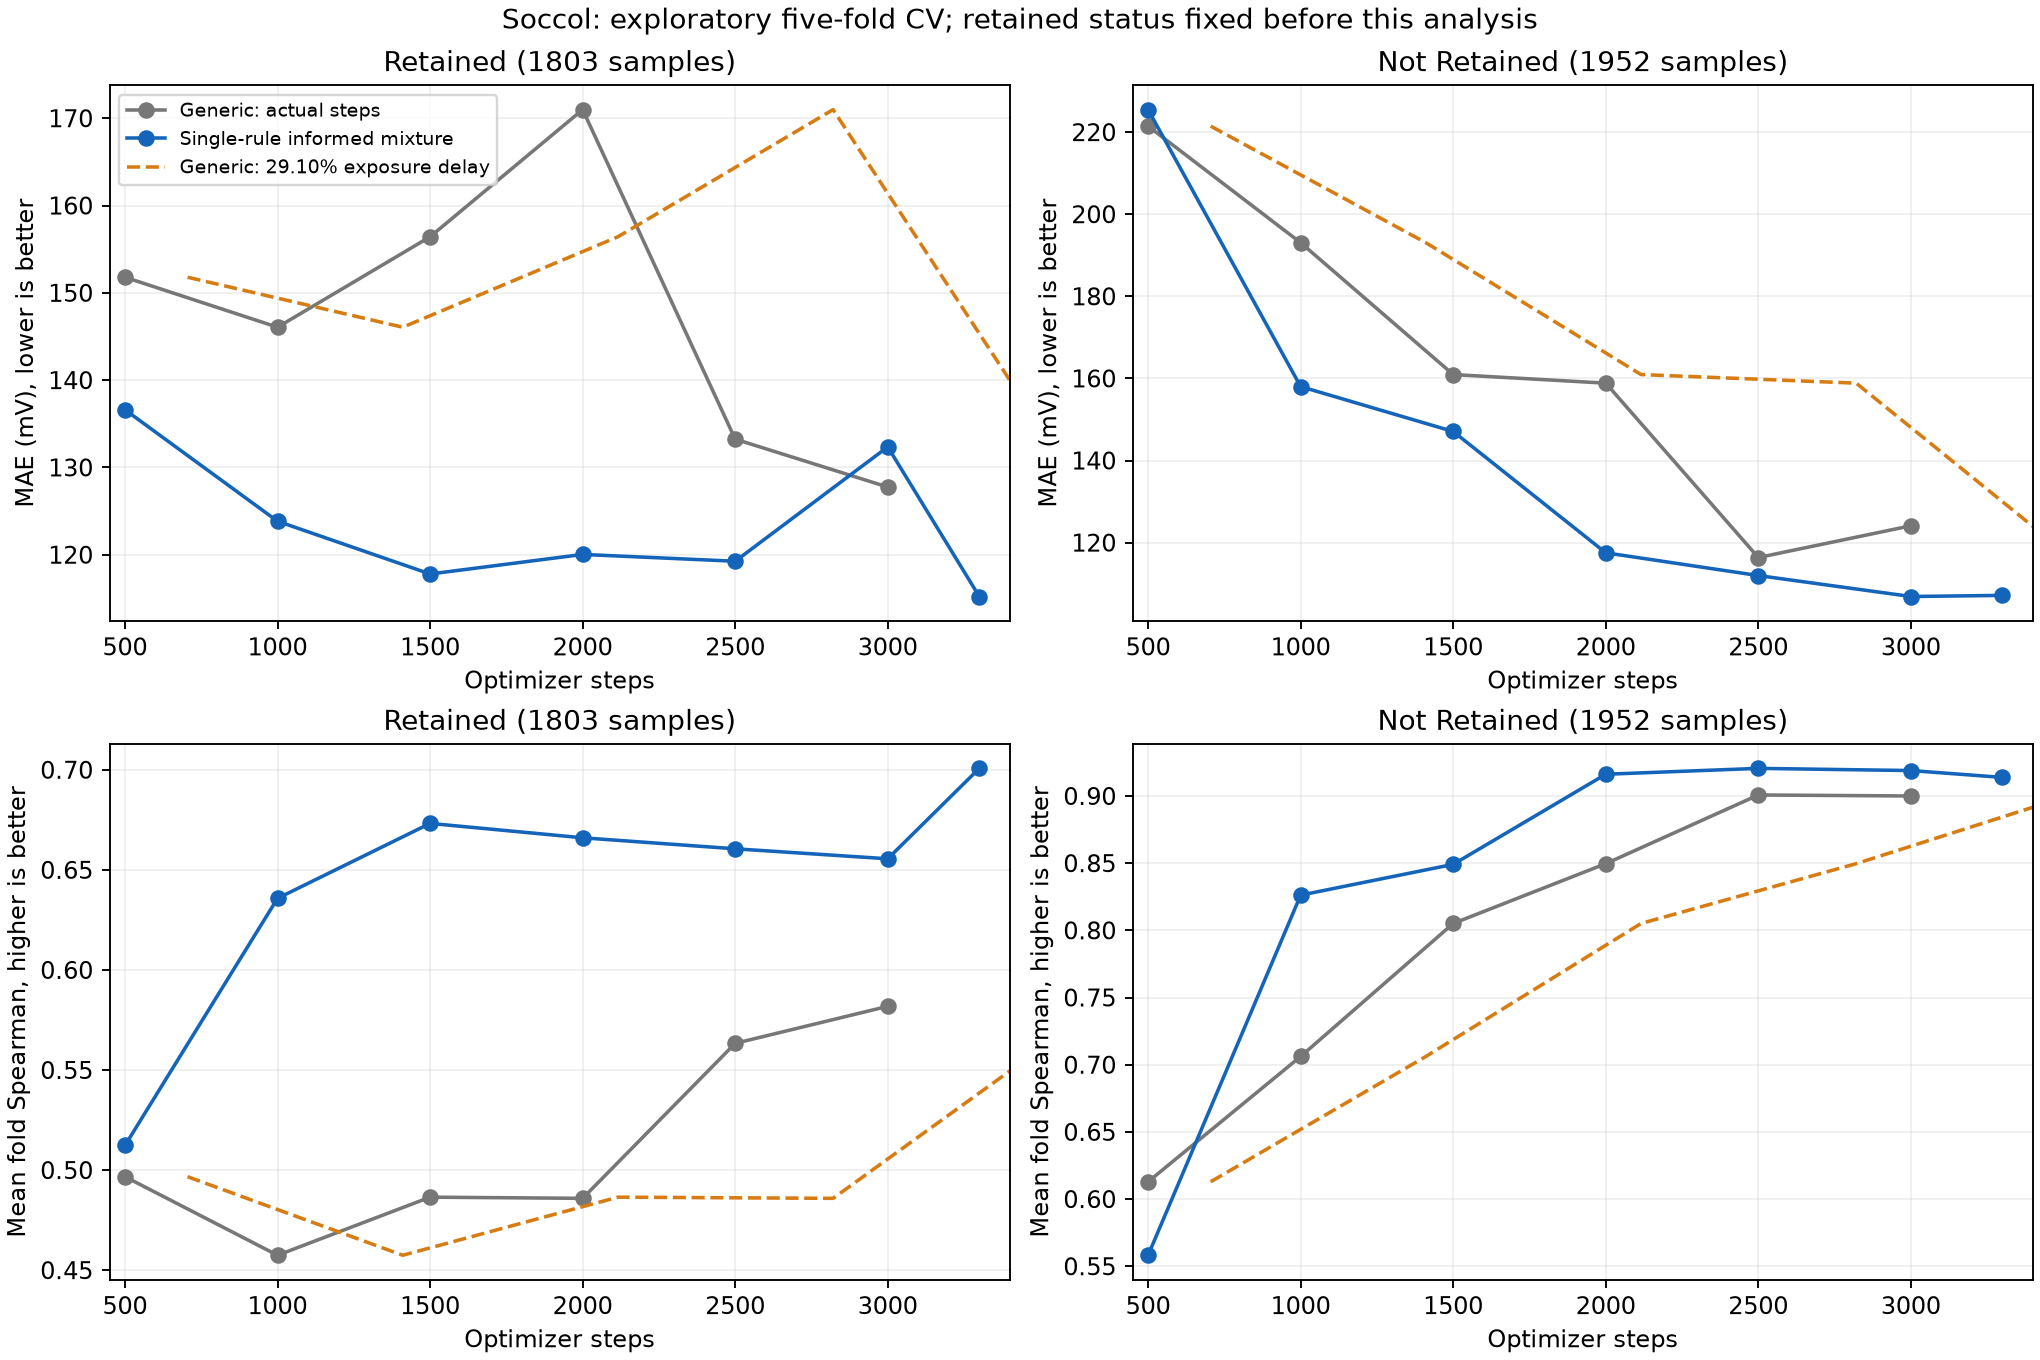 Soccol: exploratory five-fold CV; retained status fixed before this analysis
Retained (1803 samples)
Generic: actual steps
Single-rule informed mixture
Generic: 29.10% exposure delay
MAE (mV), lower is better
170
160
150
140
130
120
500 1000 1500 2000 2500 3000
Optimizer steps
Not Retained (1952 samples)
MAE (mV), lower is better
220
200
180
160
140
120
500 1000 1500 2000 2500 3000
Optimizer steps
Retained (1803 samples)
Mean fold Spearman, higher is better
0.70
0.65
0.60
0.55
0.50
0.45
500 1000 1500 2000 2500 3000
Optimizer steps
Not Retained (1952 samples)
Mean fold Spearman, higher is better
0.90
0.85
0.80
0.75
0.70
0.65
0.60
0.55
500 1000 1500 2000 2500 3000
Optimizer steps